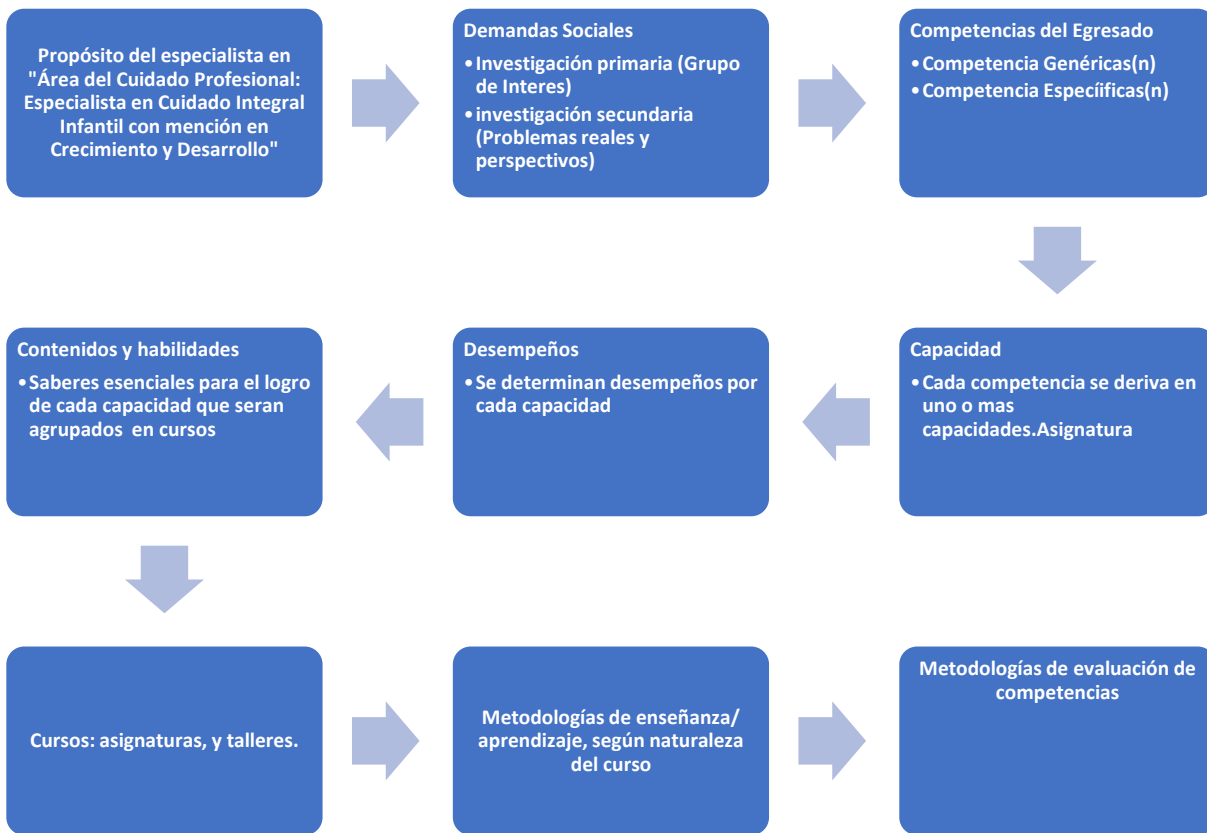 Propósito del especialista en
"Área del Cuidado Profesional:
Especialista en Cuidado Integral
Infantil con mención en
Crecimiento y Desarrollo"
Demandas Sociales
•Investigación primaria (Grupo
de Interes)
•investigación secundaria
(Problemas reales y
perspectivos)
Competencias del Egresado
•Competencia Genéricas(n)
•Competencia Especíificas(n)
Capacidad
•Cada competencia se deriva en
uno o mas
capacidades.Asignatura
Desempeños
•Se determinan desempeños por
cada capacidad
Contenidos y habilidades
•Saberes esenciales para el logro
de cada capacidad que seran
agrupados en cursos
Cursos: asignaturas, y talleres.
Metodologías de enseñanza/
aprendizaje, según naturaleza
del curso
Metodologías de evaluación de
competencias